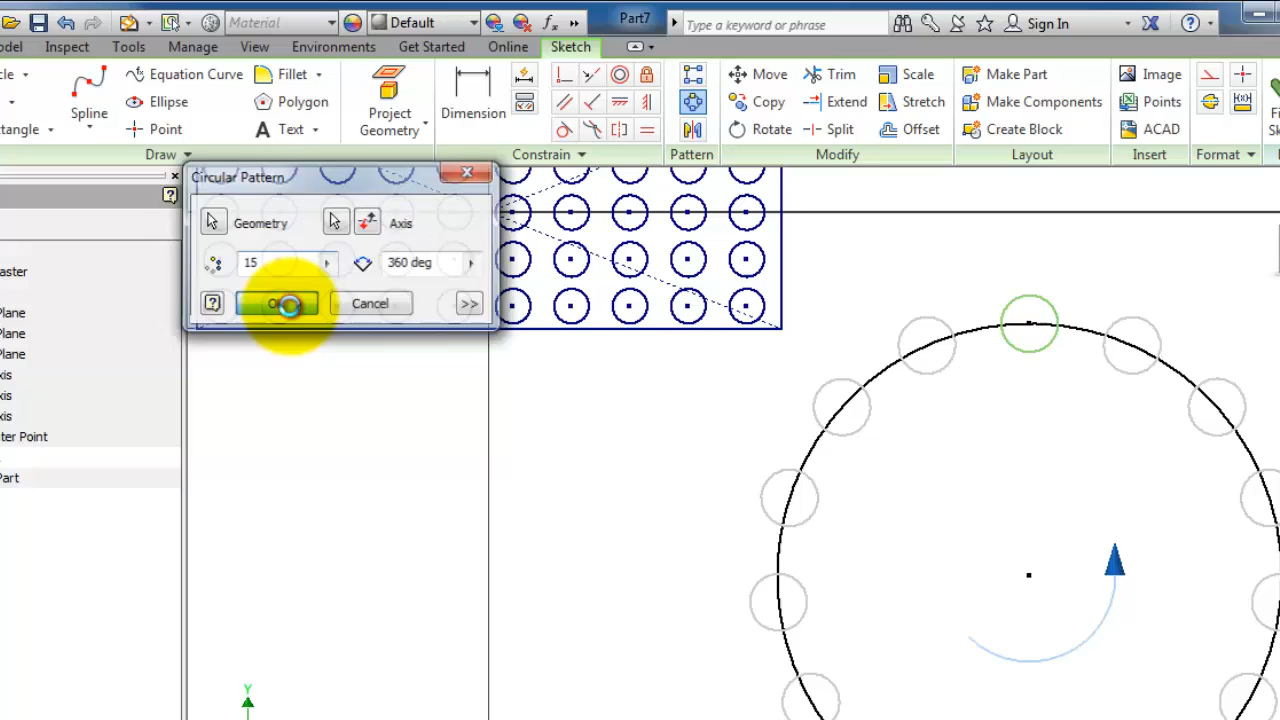 Material
Default
Part7
Type a keyword or phrase
Sign In
odel Inspect Tools Manage View Environments Get Started Online Sketch
cle Equation Curve Fillet Move Trim Scale Make Part Image
Spline Ellipse Polygon Project Geometry Dimension Copy Extend Stretch Make Components Points
ctangle Point Text Rotate Split Offset Create Block ACAD
Draw Constrain Pattern Modify Layout Insert Format
Circular Pattern
Geometry Axis
15 360 deg
Cancel >>
aster
Plane
Plane
Plane
xis
xis
xis
ter Point
Part
Y